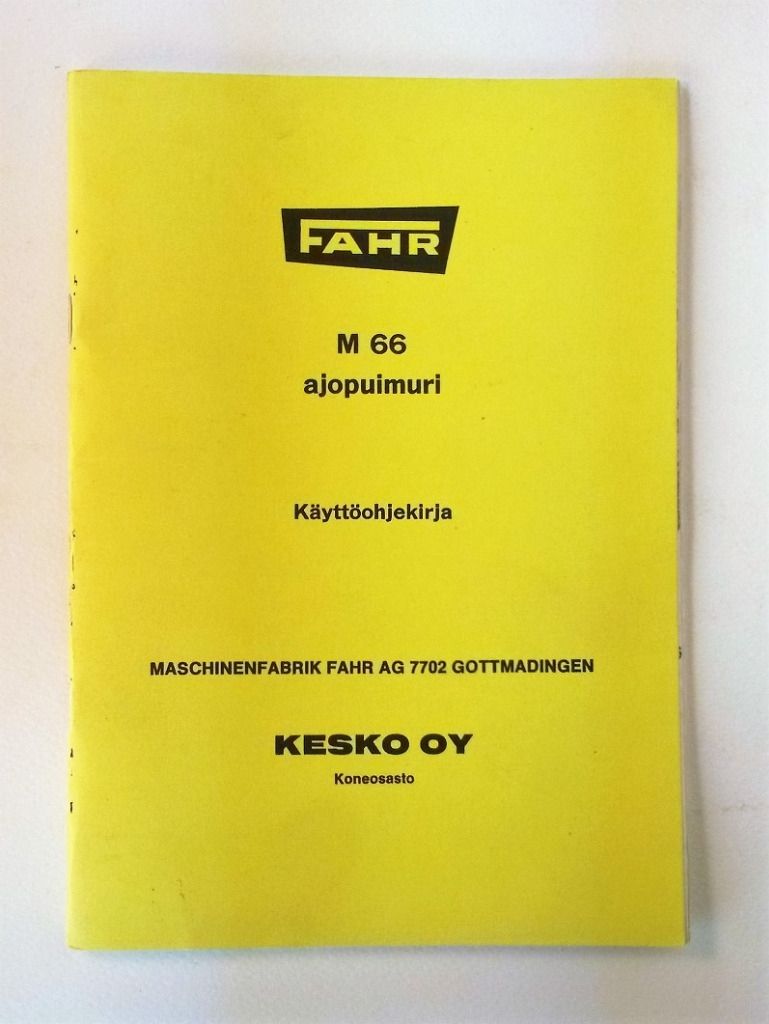 FAHR
M 66
ajopuimuri
Käyttöohjekirja
MASCHINENFABRIK FAHR AG 7702 GOTTMADINGEN
KESKO OY
Koneosasto